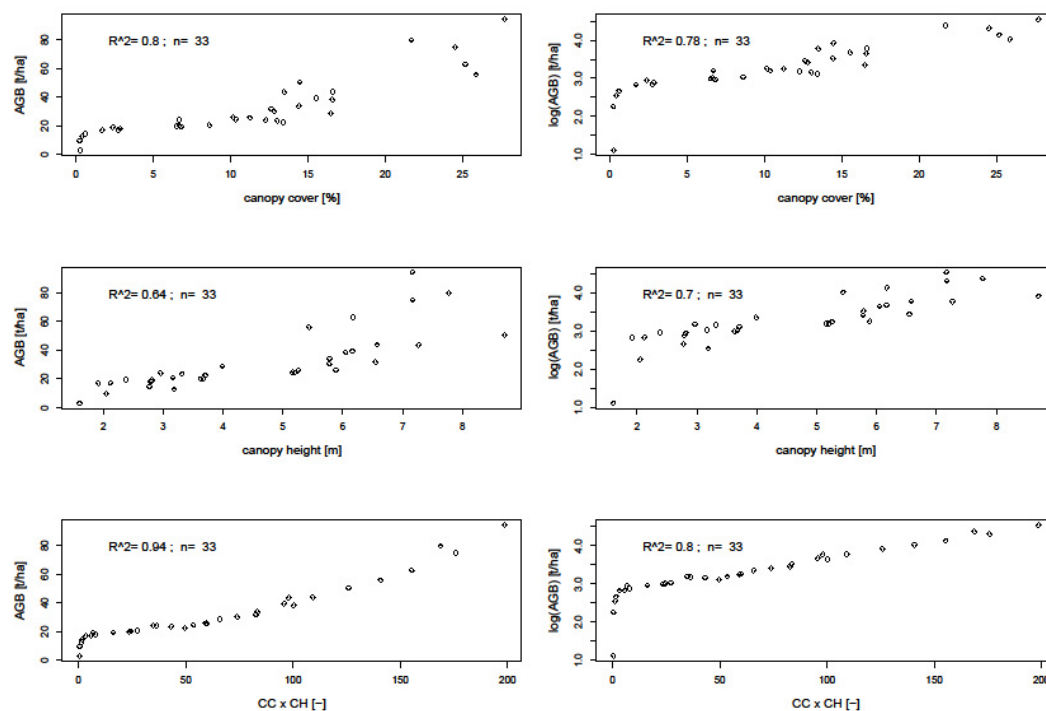 R^2= 0.8 ; n= 33
AGB [t/ha]
0 20 40 60 80
0 5 10 15 20 25
canopy cover [%]
R^2= 0.78 ; n= 33
log(AGB) [t/ha]
1.0 2.0 3.0 4.0
0 5 10 15 20 25
canopy cover [%]
R^2= 0.64 ; n= 33
AGB [t/ha]
0 20 40 60 80
2 3 4 5 6 7 8
canopy height [m]
R^2= 0.7 ; n= 33
log(AGB) [t/ha]
1.0 2.0 3.0 4.0
2 3 4 5 6 7 8
canopy height [m]
R^2= 0.94 ; n= 33
AGB [t/ha]
0 20 40 60 80
0 50 100 150 200
CC x CH [−]
R^2= 0.8 ; n= 33
log(AGB) [t/ha]
1.0 2.0 3.0 4.0
0 50 100 150 200
CC x CH [−]